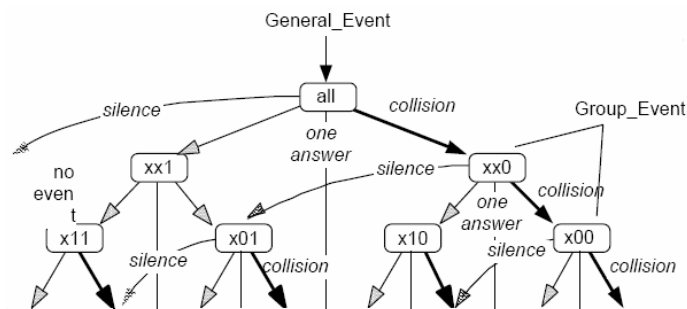 General_Event
all
silence
collision
one
answer
Group_Event
xx1
xx0
no
even
t
silence
collision
one
answer
x11
x01
x10
x00
silence
collision
silence
collision